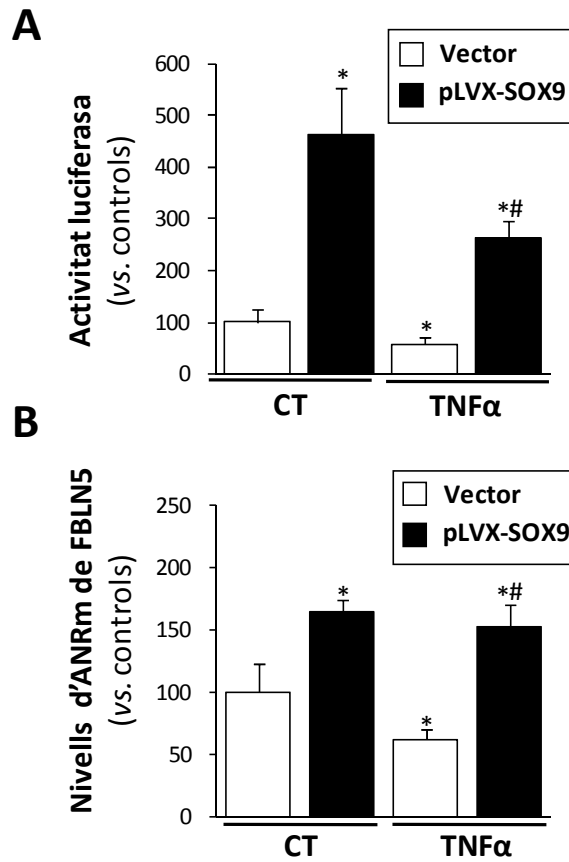 A
Vector
pLVX-SOX9
Activitat luciferasa
(vs. controls)
600
500
400
300
200
100
0
*
*
*#
CT
TNFα
B
Vector
pLVX-SOX9
Nivells d'ANRm de FBLN5
(vs. controls)
250
200
150
100
50
0
*
*
*#
CT
TNFα